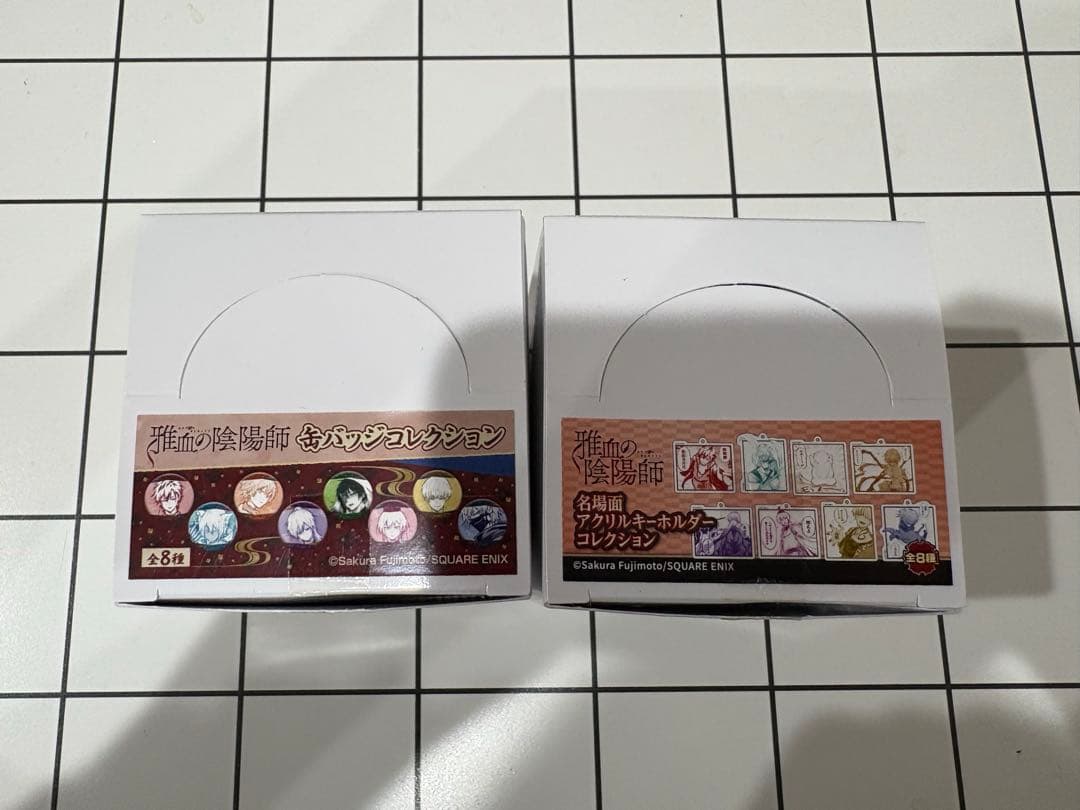 雅血の陰陽師 缶バッジコレクション
全8種
©Sakura Fujimoto/SQUARE ENIX
雅血の
陰陽師
名場面
アクリルキーホルダー
コレクション
©Sakura Fujimoto/SQUARE ENIX
全8種